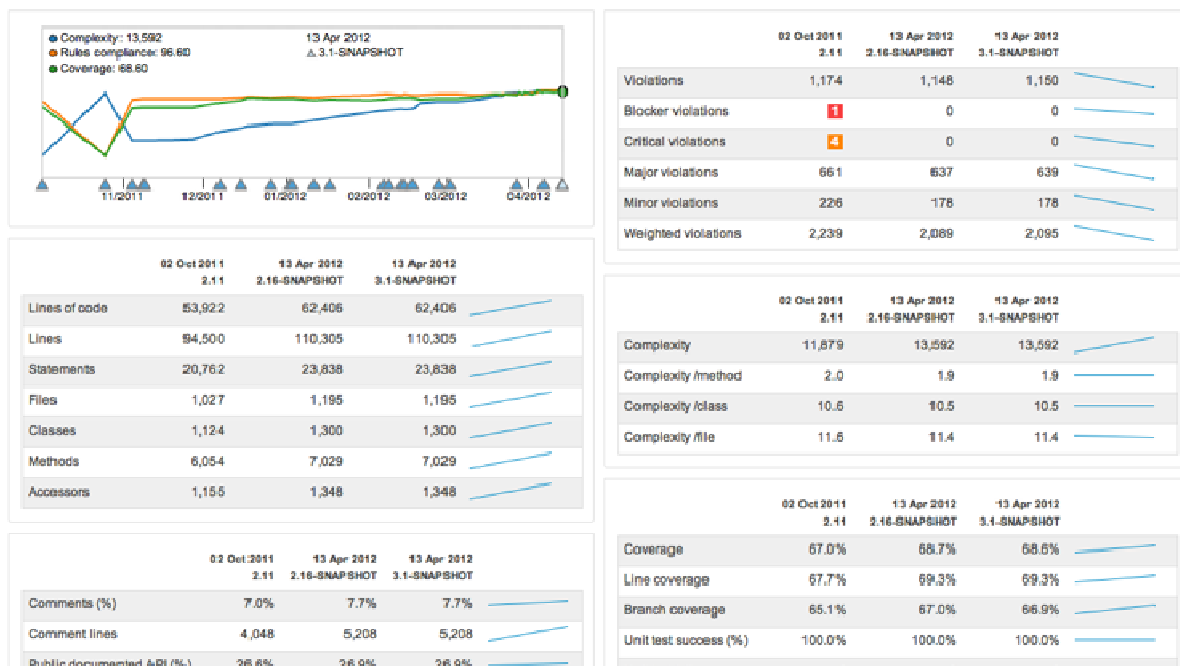 Complexity: 13,592 13 Apr 2012
Rules compliance: 96.60 3.1-SNAPSHOT
Coverage: 68.60
11/2011 12/2011 01/2012 02/2012 03/2012 04/2012
02 Oct 2011 13 Apr 2012 13 Apr 2012
2.11 2.16-SNAPSHOT 3.1-SNAPSHOT
Lines of code 53,922 62,406 62,406
Lines 94,500 110,305 110,305
Statements 20,762 23,838 23,838
Files 1,027 1,195 1,195
Classes 1,124 1,300 1,300
Methods 6,054 7,029 7,029
Accessors 1,155 1,348 1,348
02 Oct 2011 13 Apr 2012 13 Apr 2012
2.11 2.16-SNAPSHOT 3.1-SNAPSHOT
Comments (%) 7.0% 7.7% 7.7%
Comment lines 4,048 5,208 5,208
Public documented API (%) 26.6% 26.9% 26.9%
02 Oct 2011 13 Apr 2012 13 Apr 2012
2.11 2.16-SNAPSHOT 3.1-SNAPSHOT
Violations 1,174 1,148 1,150
Blocker violations 1 0 0
Critical violations 4 0 0
Major violations 661 637 639
Minor violations 226 178 178
Weighted violations 2,239 2,089 2,095
02 Oct 2011 13 Apr 2012 13 Apr 2012
2.11 2.16-SNAPSHOT 3.1-SNAPSHOT
Complexity 11,879 13,592 13,592
Complexity /method 2.0 1.9 1.9
Complexity /class 10.6 10.5 10.5
Complexity /file 11.6 11.4 11.4
02 Oct 2011 13 Apr 2012 13 Apr 2012
2.11 2.16-SNAPSHOT 3.1-SNAPSHOT
Coverage 67.0% 68.7% 68.6%
Line coverage 67.7% 69.3% 69.3%
Branch coverage 65.1% 67.0% 66.9%
Unit test success (%) 100.0% 100.0% 100.0%